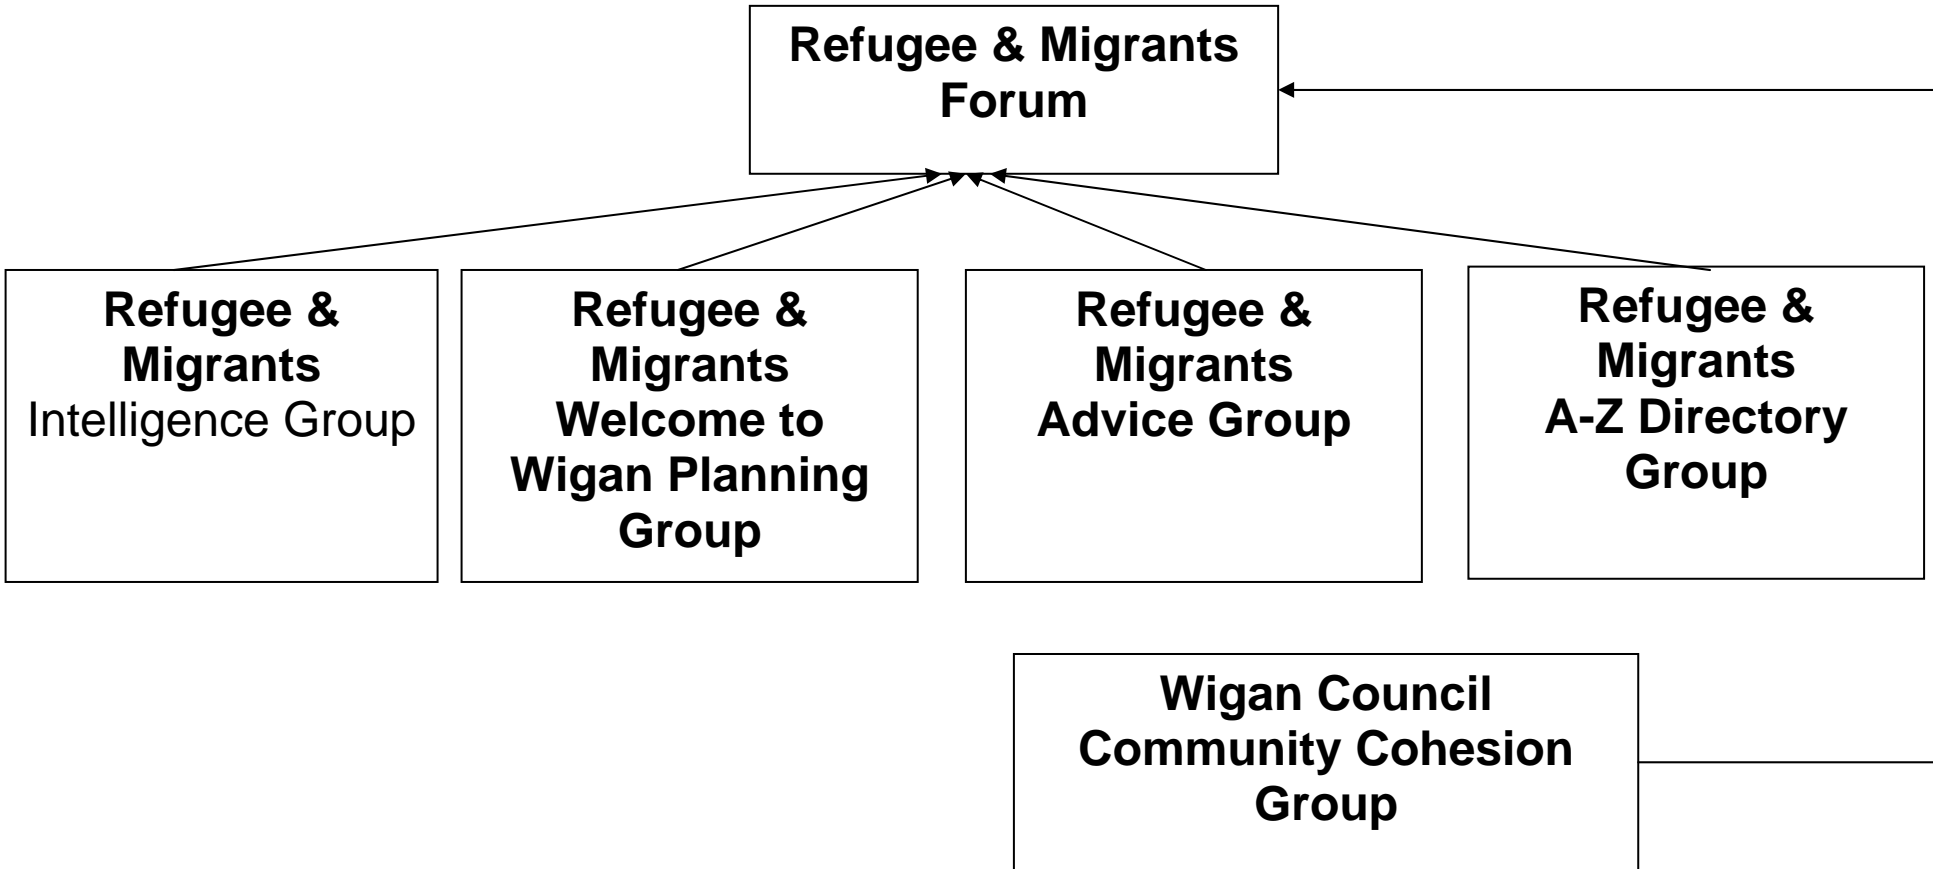 Refugee & Migrants
Forum
Refugee &
Migrants
Intelligence Group
Refugee &
Migrants
Welcome to
Wigan Planning
Group
Refugee &
Migrants
Advice Group
Refugee &
Migrants
A-Z Directory
Group
Wigan Council
Community Cohesion
Group